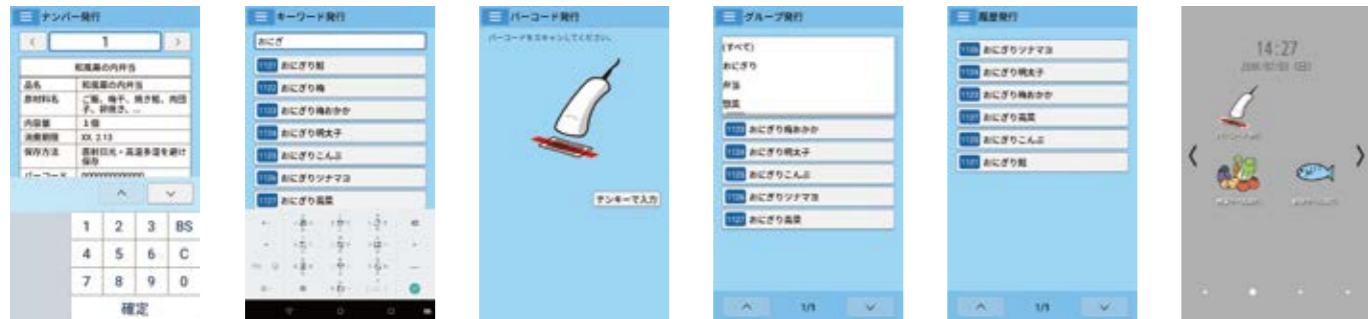 ナンバー発行
1
和風幕の内弁当
品名 和風幕の内弁当
原材料名 ご飯、梅干、焼き鮭、肉団
子、卵焼き、...
内容量 1個
消費期限 XX. 2.13
保存方法 直射日光・高温多湿を避け
保存
バーコード 0000000000000
1 2 3 BS
4 5 6 C
7 8 9 0
確定
キーワード発行
おにぎ
1121 おにぎり鮭
1122 おにぎり梅
1123 おにぎり梅おかか
1124 おにぎり明太子
1125 おにぎりこんぶ
1126 おにぎりツナマヨ
1127 おにぎり高菜
バーコード発行
バーコードをスキャンしてください。
テンキーで入力
グループ発行
(すべて)
おにぎり
弁当
惣菜
1123 おにぎり梅おかか
1124 おにぎり明太子
1125 おにぎりこんぶ
1126 おにぎりツナマヨ
1127 おにぎり高菜
1/1
履歴発行
1126 おにぎりツナマヨ
1124 おにぎり明太子
1123 おにぎり梅おかか
1127 おにぎり高菜
1125 おにぎりこんぶ
1121 おにぎり鮭
1/1
14:27